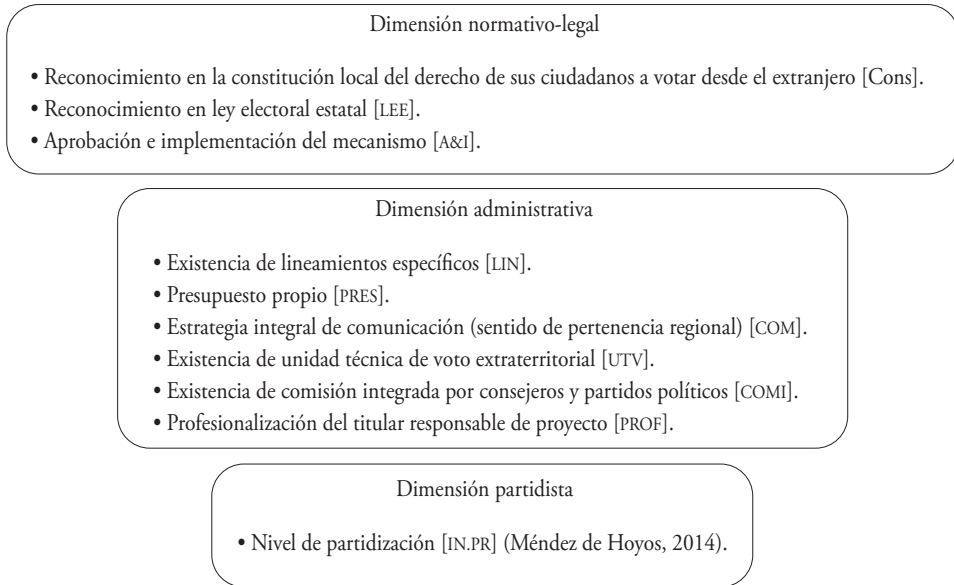 Dimensión normativo-legal
• Reconocimiento en la constitución local del derecho de sus ciudadanos a votar desde el extranjero [Cons].
• Reconocimiento en ley electoral estatal [LEE].
• Aprobación e implementación del mecanismo [A&I].
Dimensión administrativa
• Existencia de lineamientos específicos [LIN].
• Presupuesto propio [PRES].
• Estrategia integral de comunicación (sentido de pertenencia regional) [COM].
• Existencia de unidad técnica de voto extraterritorial [UTV].
• Existencia de comisión integrada por consejeros y partidos políticos [COMI].
• Profesionalización del titular responsable de proyecto [PROF].
Dimensión partidista
• Nivel de partidización [IN.PR] (Méndez de Hoyos, 2014).